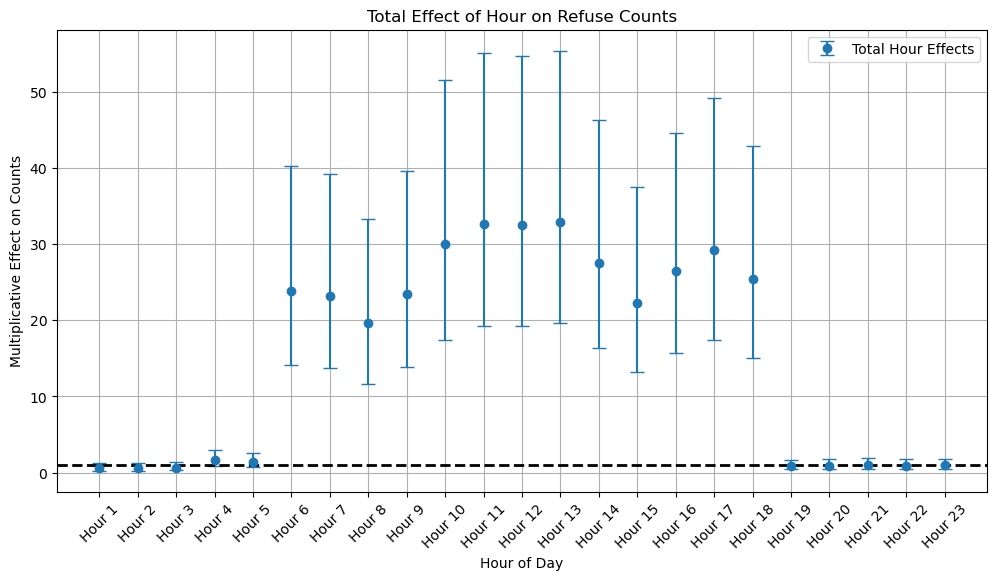 Total Effect of Hour on Refuse Counts
Total Hour Effects
Multiplicative Effect on Counts
50
40
30
20
10
0
Hour 1 Hour 2 Hour 3 Hour 4 Hour 5 Hour 6 Hour 7 Hour 8 Hour 9 Hour 10 Hour 11 Hour 12 Hour 13 Hour 14 Hour 15 Hour 16 Hour 17 Hour 18 Hour 19 Hour 20 Hour 21 Hour 22 Hour 23
Hour of Day